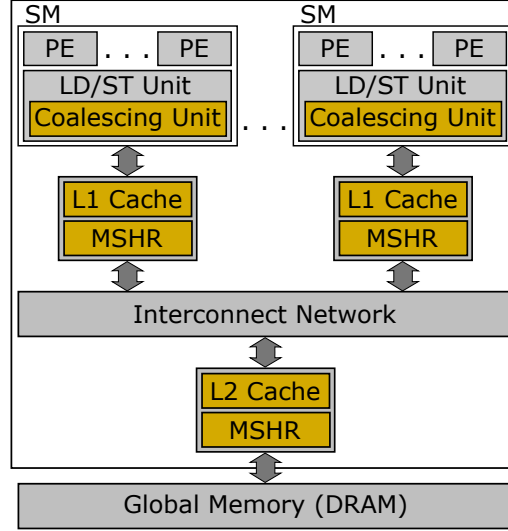 SM
PE . . . PE
LD/ST Unit
Coalescing Unit
L1 Cache
MSHR
. . .
SM
PE . . . PE
LD/ST Unit
Coalescing Unit
L1 Cache
MSHR
Interconnect Network
L2 Cache
MSHR
Global Memory (DRAM)